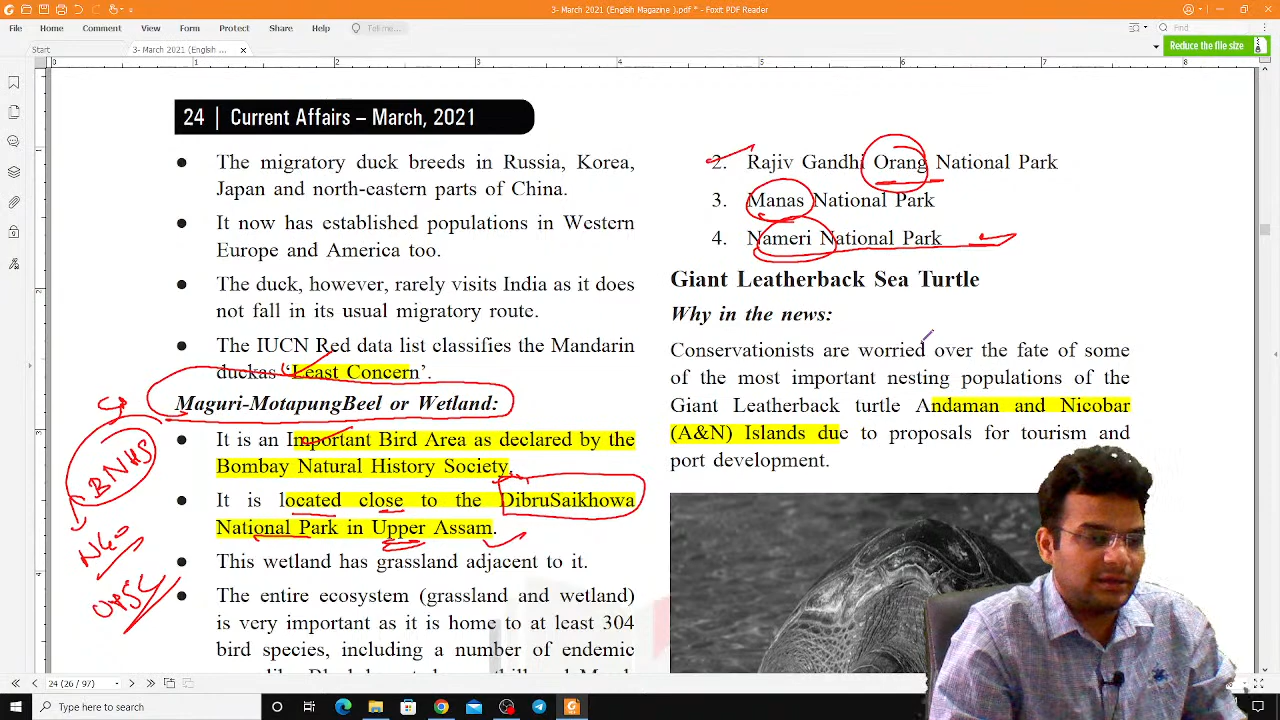 3- March 2021 (Englsih Magazine ).pdf * - Foxit PDF Reader
File Home Comment View Form Protect Share Help Tell me... Find
Start 3- March 2021 (English ... Reduce the file size
24 | Current Affairs – March, 2021
The migratory duck breeds in Russia, Korea,
Japan and north-eastern parts of China.
It now has established populations in Western
Europe and America too.
The duck, however, rarely visits India as it does
not fall in its usual migratory route.
The IUCN Red data list classifies the Mandarin
duckas ‘Least Concern’.
Maguri-MotapungBeel or Wetland:
It is an Important Bird Area as declared by the
Bombay Natural History Society.
It is located close to the DibruSaikhowa
National Park in Upper Assam.
This wetland has grassland adjacent to it.
The entire ecosystem (grassland and wetland)
is very important as it is home to at least 304
bird species, including a number of endemic
BNHS
NGO
UPSC
2. Rajiv Gandhi Orang National Park
3. Manas National Park
4. Nameri National Park
Giant Leatherback Sea Turtle
Why in the news:
Conservationists are worried over the fate of some
of the most important nesting populations of the
Giant Leatherback turtle Andaman and Nicobar
(A&N) Islands due to proposals for tourism and
port development.
24 (26 / 97)
Type here to search